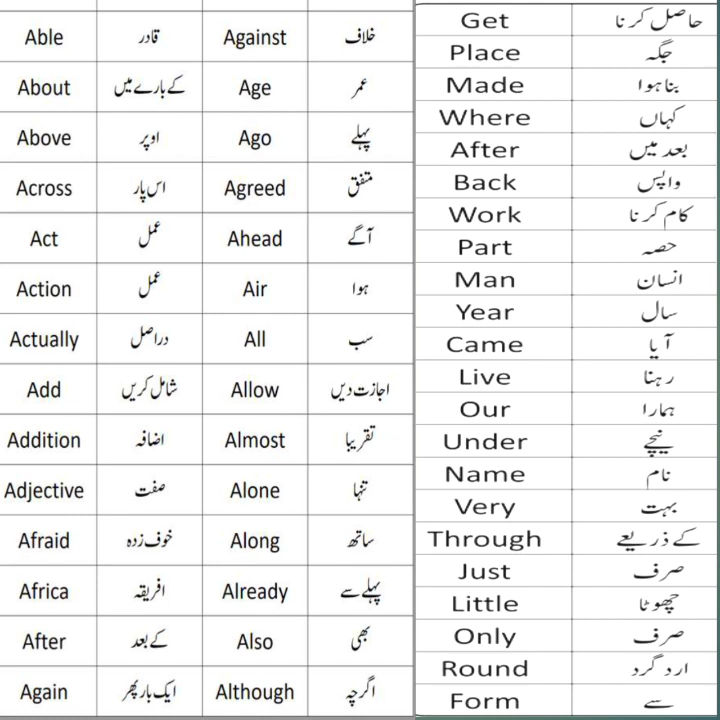 Able قادر Against خلاف
About کے بارے میں Age عمر
Above اوپر Ago پہلے
Across اس پار Agreed متفق
Act عمل Ahead آگے
Action عمل Air ہوا
Actually دراصل All سب
Add شامل کریں Allow اجازت دیں
Addition اضافہ Almost تقریبا
Adjective صفت Alone تنہا
Afraid خوف زدہ Along ساتھ
Africa افریقہ Already پہلے سے
After کے بعد Also بھی
Again ایک بار پھر Although اگرچہ
Get حاصل کرنا
Place جگہ
Made بنا ہوا
Where کہاں
After بعد میں
Back واپس
Work کام کرنا
Part حصہ
Man انسان
Year سال
Came آیا
Live رہنا
Our ہمارا
Under نیچے
Name نام
Very بہت
Through کے ذریعے
Just صرف
Little چھوٹا
Only صرف
Round ارد گرد
Form سے